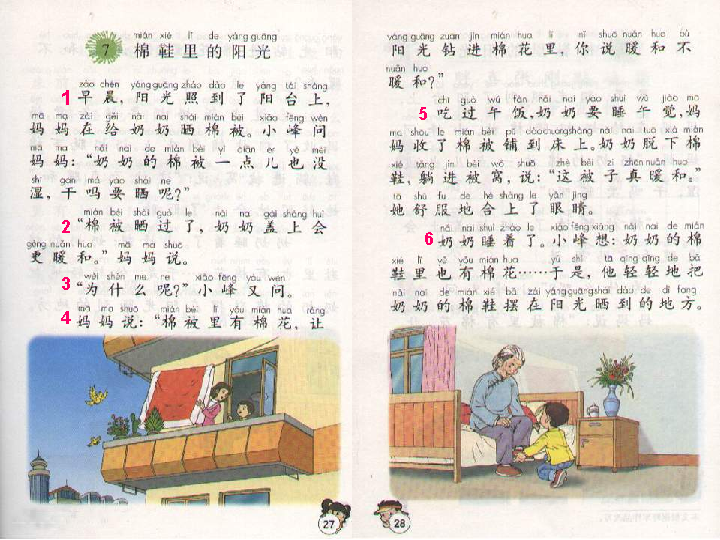 mián xié lǐ de yáng guāng
7 棉鞋里的阳光
zǎo chén yáng guāng zhào dào le yáng tái shàng
1 早晨，阳光照到了阳台上，
mā ma zài gěi nǎi nai shài mián bèi xiǎo fēng wèn
妈妈在给奶奶晒棉被。小峰问
mā ma nǎi nai de mián bèi yì diǎn er yě méi
妈妈：“奶奶的棉被一点儿也没
shī gàn má yào shài ne
湿，干吗要晒呢？”
mián bèi shài guò le nǎi nai gài shàng huì
2 “棉被晒过了，奶奶盖上会
gèng nuǎn huo mā ma shuō
更暖和。”妈妈说。
wèi shén me ne xiǎo fēng yòu wèn
3 “为什么呢？”小峰又问。
mā ma shuō mián bèi lǐ yǒu mián huā ràng
4 妈妈说：“棉被里有棉花，让
27
yáng guāng zuān jìn mián huā lǐ nǐ shuō nuǎn huo bù
阳光钻进棉花里，你说暖和不
nuǎn huo
暖和？”
chī guò wǔ fàn nǎi nai yào shuì wǔ jiào mā
5 吃过午饭，奶奶要睡午觉，妈
ma shōu le mián bèi pū dào chuáng shàng nǎi nai tuō xià mián
妈收了棉被铺到床上。奶奶脱下棉
xié tǎng jìn bèi wō shuō zhè bèi zi zhēn nuǎn huo
鞋，躺进被窝，说：“这被子真暖和。”
tā shū fu de hé shàng le yǎn jing
她舒服地合上了眼睛。
nǎi nai shuì zháo le xiǎo fēng xiǎng nǎi nai de mián
6 奶奶睡着了。小峰想：奶奶的棉
xié lǐ yě yǒu mián huā yú shì tā qīng qīng de bǎ
鞋里也有棉花……于是，他轻轻地把
nǎi nai de mián xié bǎi zài yáng guāng shài dào de dì fang
奶奶的棉鞋摆在阳光晒到的地方。
28